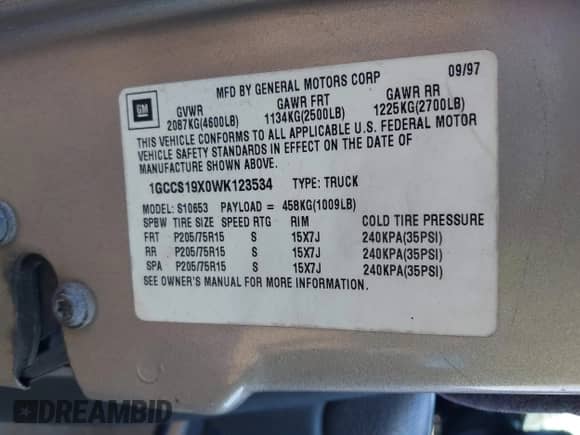 GM
MFD BY GENERAL MOTORS CORP 09/97
GVWR GAWR FRT GAWR RR
2087KG(4600LB) 1134KG(2500LB) 1225KG(2700LB)
THIS VEHICLE CONFORMS TO ALL APPLICABLE U.S. FEDERAL MOTOR
VEHICLE SAFETY STANDARDS IN EFFECT ON THE DATE OF
MANUFACTURE SHOWN ABOVE.
1GCCS19X0WK123534 TYPE: TRUCK
MODEL: S10653 PAYLOAD = 458KG(1009LB)
SPBW TIRE SIZE SPEED RTG RIM COLD TIRE PRESSURE
FRT P205/75R15 S 15X7J 240KPA(35PSI)
RR P205/75R15 S 15X7J 240KPA(35PSI)
SPA P205/75R15 S 15X7J 240KPA(35PSI)
SEE OWNER'S MANUAL FOR MORE INFORMATION.
DREAMBID